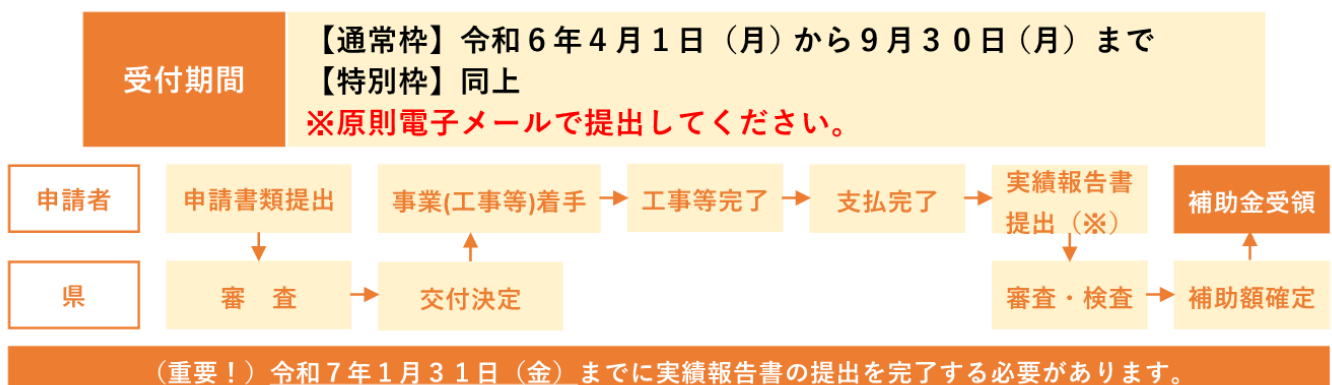 受付期間
【通常枠】令和６年４月１日（月）から９月３０日（月）まで
【特別枠】同上
※原則電子メールで提出してください。
申請者
申請書類提出
事業(工事等)着手
工事等完了
支払完了
実績報告書
提出（※）
補助金受領
県
審　査
交付決定
審査・検査
補助額確定
（重要！）令和７年１月３１日（金）までに実績報告書の提出を完了する必要があります。